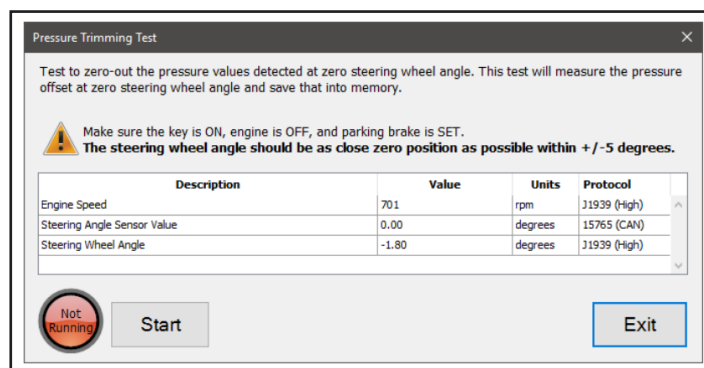 Pressure Trimming Test
Test to zero-out the pressure values detected at zero steering wheel angle. This test will measure the pressure
offset at zero steering wheel angle and save that into memory.
Make sure the key is ON, engine is OFF, and parking brake is SET.
The steering wheel angle should be as close zero position as possible within +/-5 degrees.
Description Value Units Protocol
Engine Speed 701 rpm J1939 (High)
Steering Angle Sensor Value 0.00 degrees 15765 (CAN)
Steering Wheel Angle -1.80 degrees J1939 (High)
Not
Running
Start
Exit